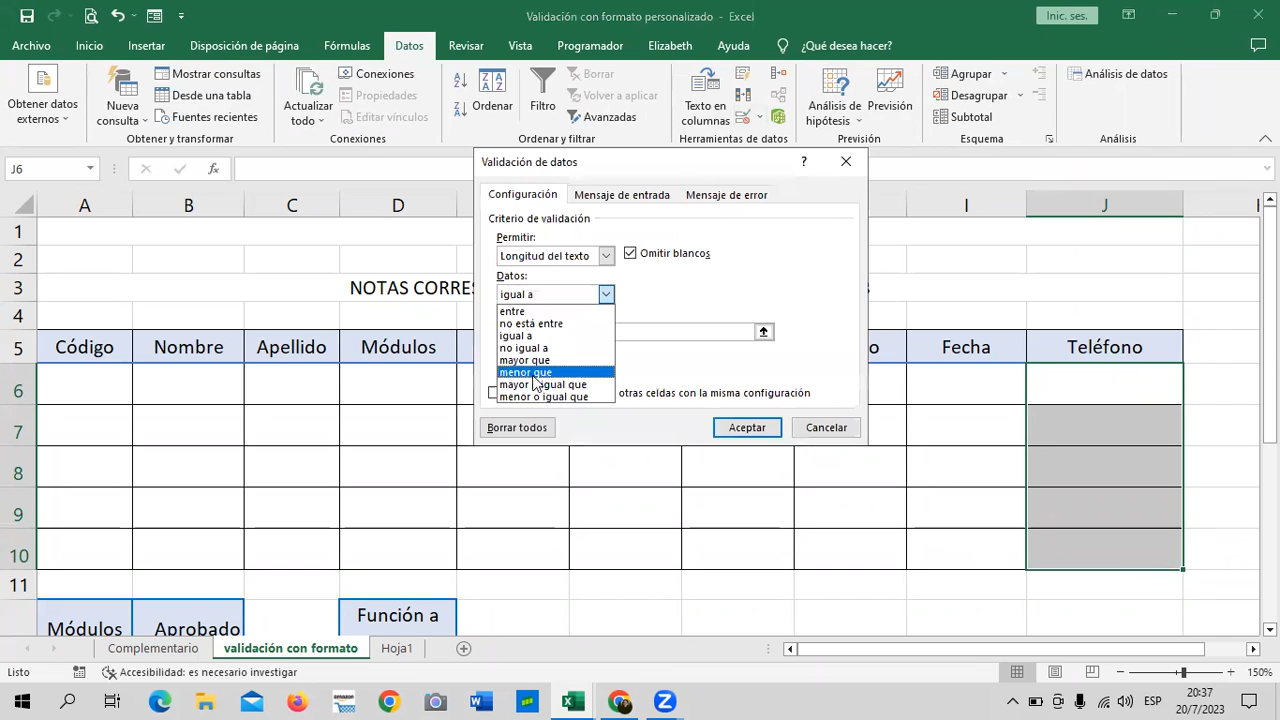 Validación con formato personalizado - Excel
Inic. ses.
Archivo Inicio Insertar Disposición de página Fórmulas Datos Revisar Vista Programador Elizabeth Ayuda ¿Qué desea hacer?
Obtener datos externos
Nueva consulta
Mostrar consultas
Desde una tabla
Fuentes recientes
Obtener y transformar
Actualizar todo
Conexiones
Propiedades
Editar vínculos
Conexiones
Ordenar
Filtro
Borrar
Volver a aplicar
Avanzadas
Ordenar y filtrar
Texto en columnas
Herramientas de datos
Análisis de hipótesis
Previsión
Previsión
Agrupar
Desagrupar
Subtotal
Esquema
Análisis de datos
Análisis
J6
fx
Validación de datos
?
Configuración Mensaje de entrada Mensaje de error
Criterio de validación
Permitir:
Longitud del texto
Omitir blancos
Datos:
igual a
entre
no está entre
igual a
no igual a
mayor que
menor que
mayor o igual que
menor o igual que
otras celdas con la misma configuración
Borrar todos Aceptar Cancelar
A B C D I J
1
2
3 NOTAS CORRES
4
5 Código Nombre Apellido Módulos Fecha Teléfono
6
7
8
9
10
11
Módulos Aprobado Función a
Complementario validación con formato Hoja1
Listo Accesibilidad: es necesario investigar
150%
ESP
20:37
20/7/2023